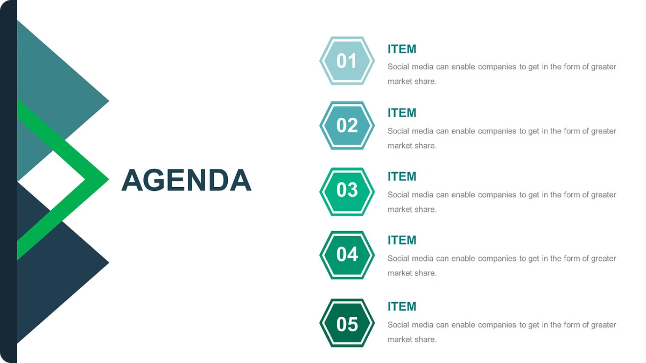 AGENDA
01
ITEM
Social media can enable companies to get in the form of greater
market share.
02
ITEM
Social media can enable companies to get in the form of greater
market share.
03
ITEM
Social media can enable companies to get in the form of greater
market share.
04
ITEM
Social media can enable companies to get in the form of greater
market share.
05
ITEM
Social media can enable companies to get in the form of greater
market share.